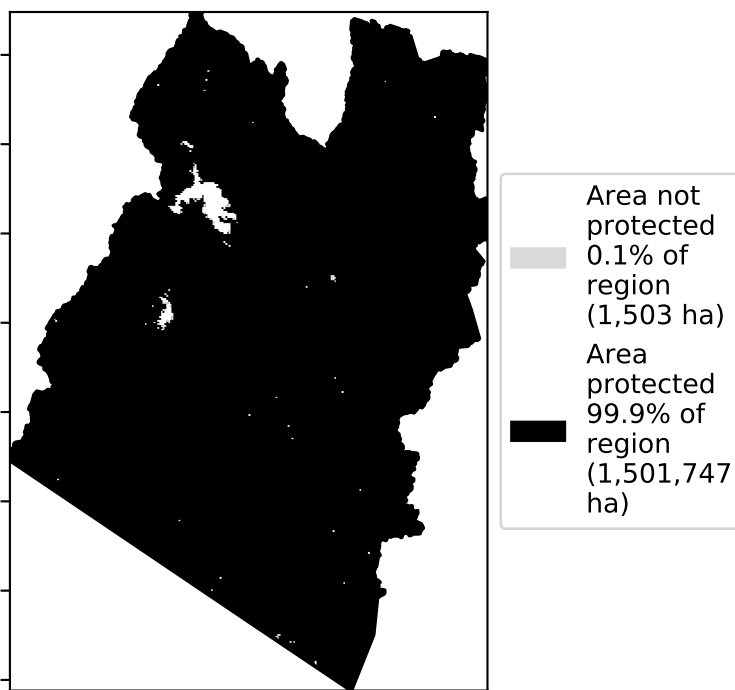 Area not
protected
0.1% of
region
(1,503 ha)
Area
protected
99.9% of
region
(1,501,747
ha)